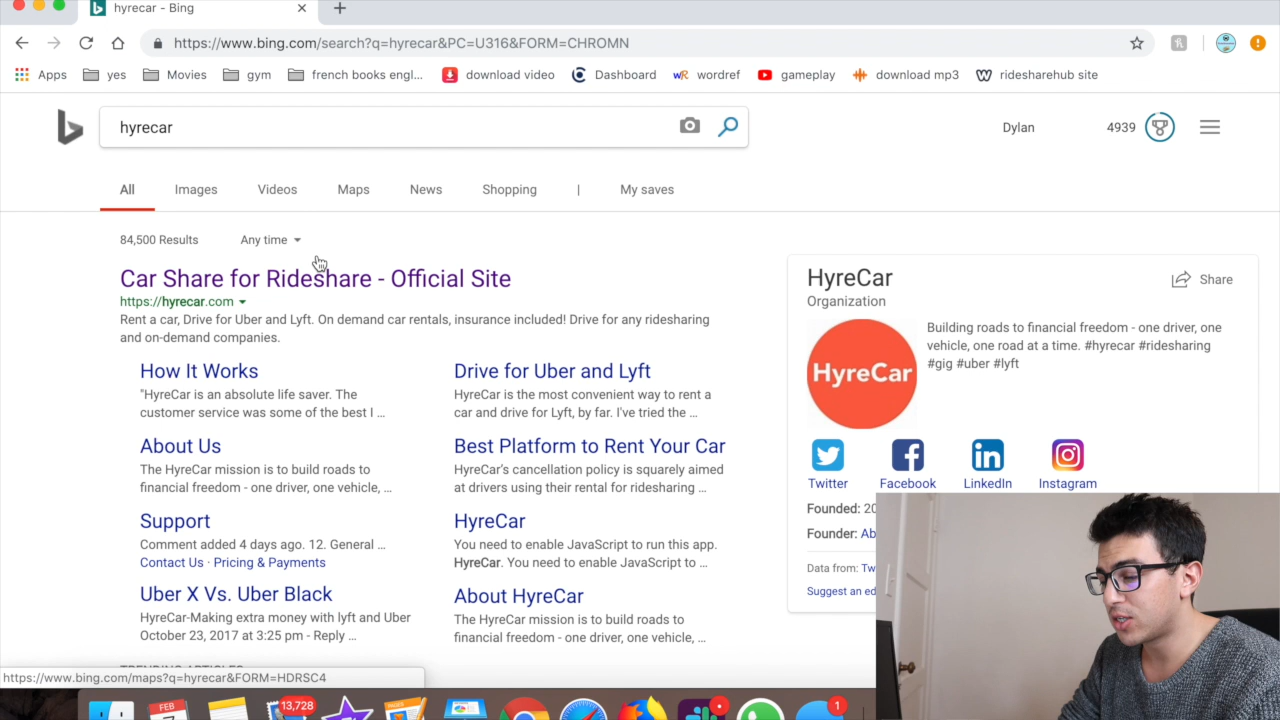 hyrecar - Bing
https://www.bing.com/search?q=hyrecar&PC=U316&FORM=CHROMN
Apps yes Movies gym french books engl... download video Dashboard wordref gameplay download mp3 ridesharehub site
hyrecar
Dylan 4939
All Images Videos Maps News Shopping | My saves
84,500 Results Any time
Car Share for Rideshare - Official Site
https://hyrecar.com
Rent a car, Drive for Uber and Lyft. On demand car rentals, insurance included! Drive for any ridesharing
and on-demand companies.
How It Works
"HyreCar is an absolute life saver. The
customer service was some of the best I ...
Drive for Uber and Lyft
HyreCar is the most convenient way to rent a
car and drive for Lyft, by far. I've tried the ...
About Us
The HyreCar mission is to build roads to
financial freedom - one driver, one vehicle, ...
Best Platform to Rent Your Car
HyreCar's cancellation policy is squarely aimed
at drivers using their rental for ridesharing ...
Support
Comment added 4 days ago. 12. General ...
Contact Us · Pricing & Payments
HyreCar
You need to enable JavaScript to run this app.
HyreCar. You need to enable JavaScript to ...
Uber X Vs. Uber Black
HyreCar-Making extra money with lyft and Uber
October 23, 2017 at 3:25 pm - Reply ...
About HyreCar
The HyreCar mission is to build roads to
financial freedom - one driver, one vehicle, ...
HyreCar
Organization
Share
HyreCar
Building roads to financial freedom - one driver, one
vehicle, one road at a time. #hyrecar #ridesharing
#gig #uber #lyft
Twitter Facebook LinkedIn Instagram
Founded: 20
Founder: Ab
Data from: Tw
Suggest an ed
TRENDING ARTICLES
https://www.bing.com/maps?q=hyrecar&FORM=HDRSC4
FEB
13,728
1